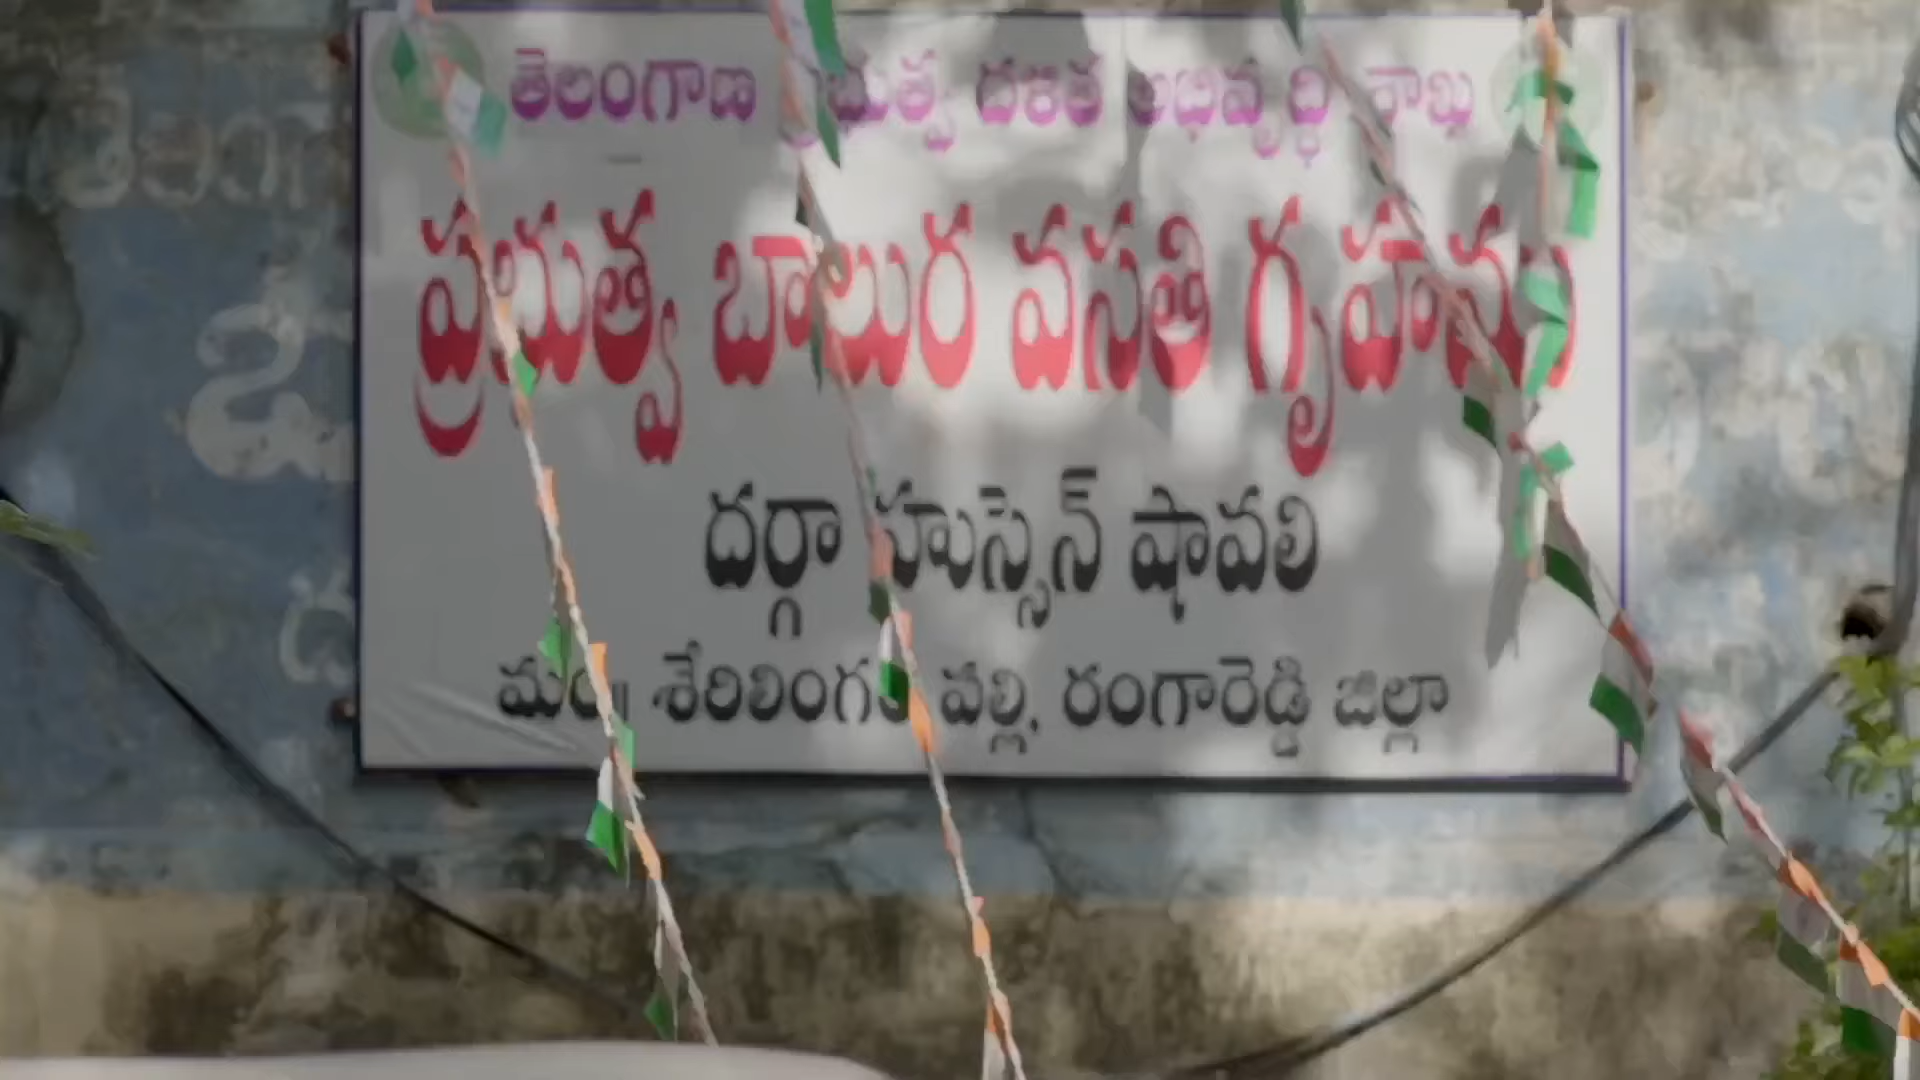 తెలంగాణ ప్రభుత్వ దళిత అభివృద్ధి శాఖ
ప్రభుత్వ బాలుర వసతి గృహము
దర్గా హుస్సేన్ షావలి
మం॥ శేరిలింగంపల్లి, రంగారెడ్డి జిల్లా